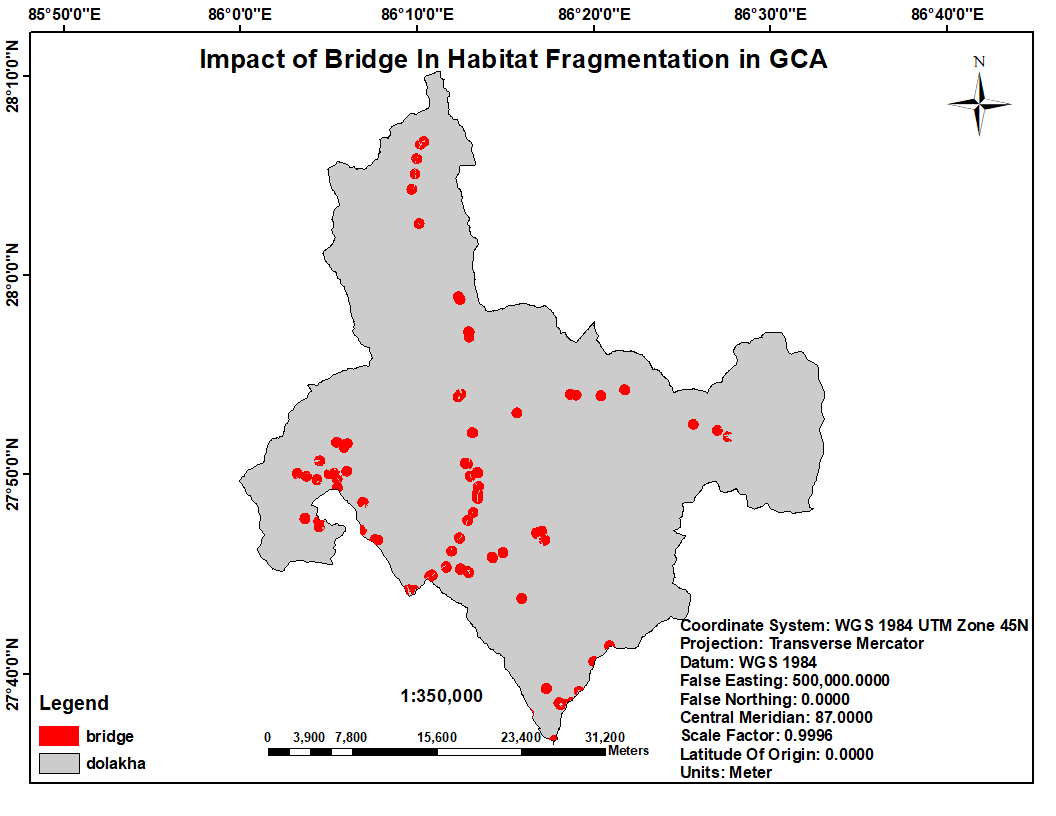 85°50'0"E 86°0'0"E 86°10'0"E 86°20'0"E 86°30'0"E 86°40'0"E
Impact of Bridge In Habitat Fragmentation in GCA
N
28°10'0"N
28°0'0"N
27°50'0"N
27°40'0"N
Coordinate System: WGS 1984 UTM Zone 45N
Projection: Transverse Mercator
Datum: WGS 1984
False Easting: 500,000.0000
False Northing: 0.0000
Central Meridian: 87.0000
Scale Factor: 0.9996
Latitude Of Origin: 0.0000
Units: Meter
1:350,000
0 3,900 7,800 15,600 23,400 31,200
Meters
Legend
bridge
dolakha